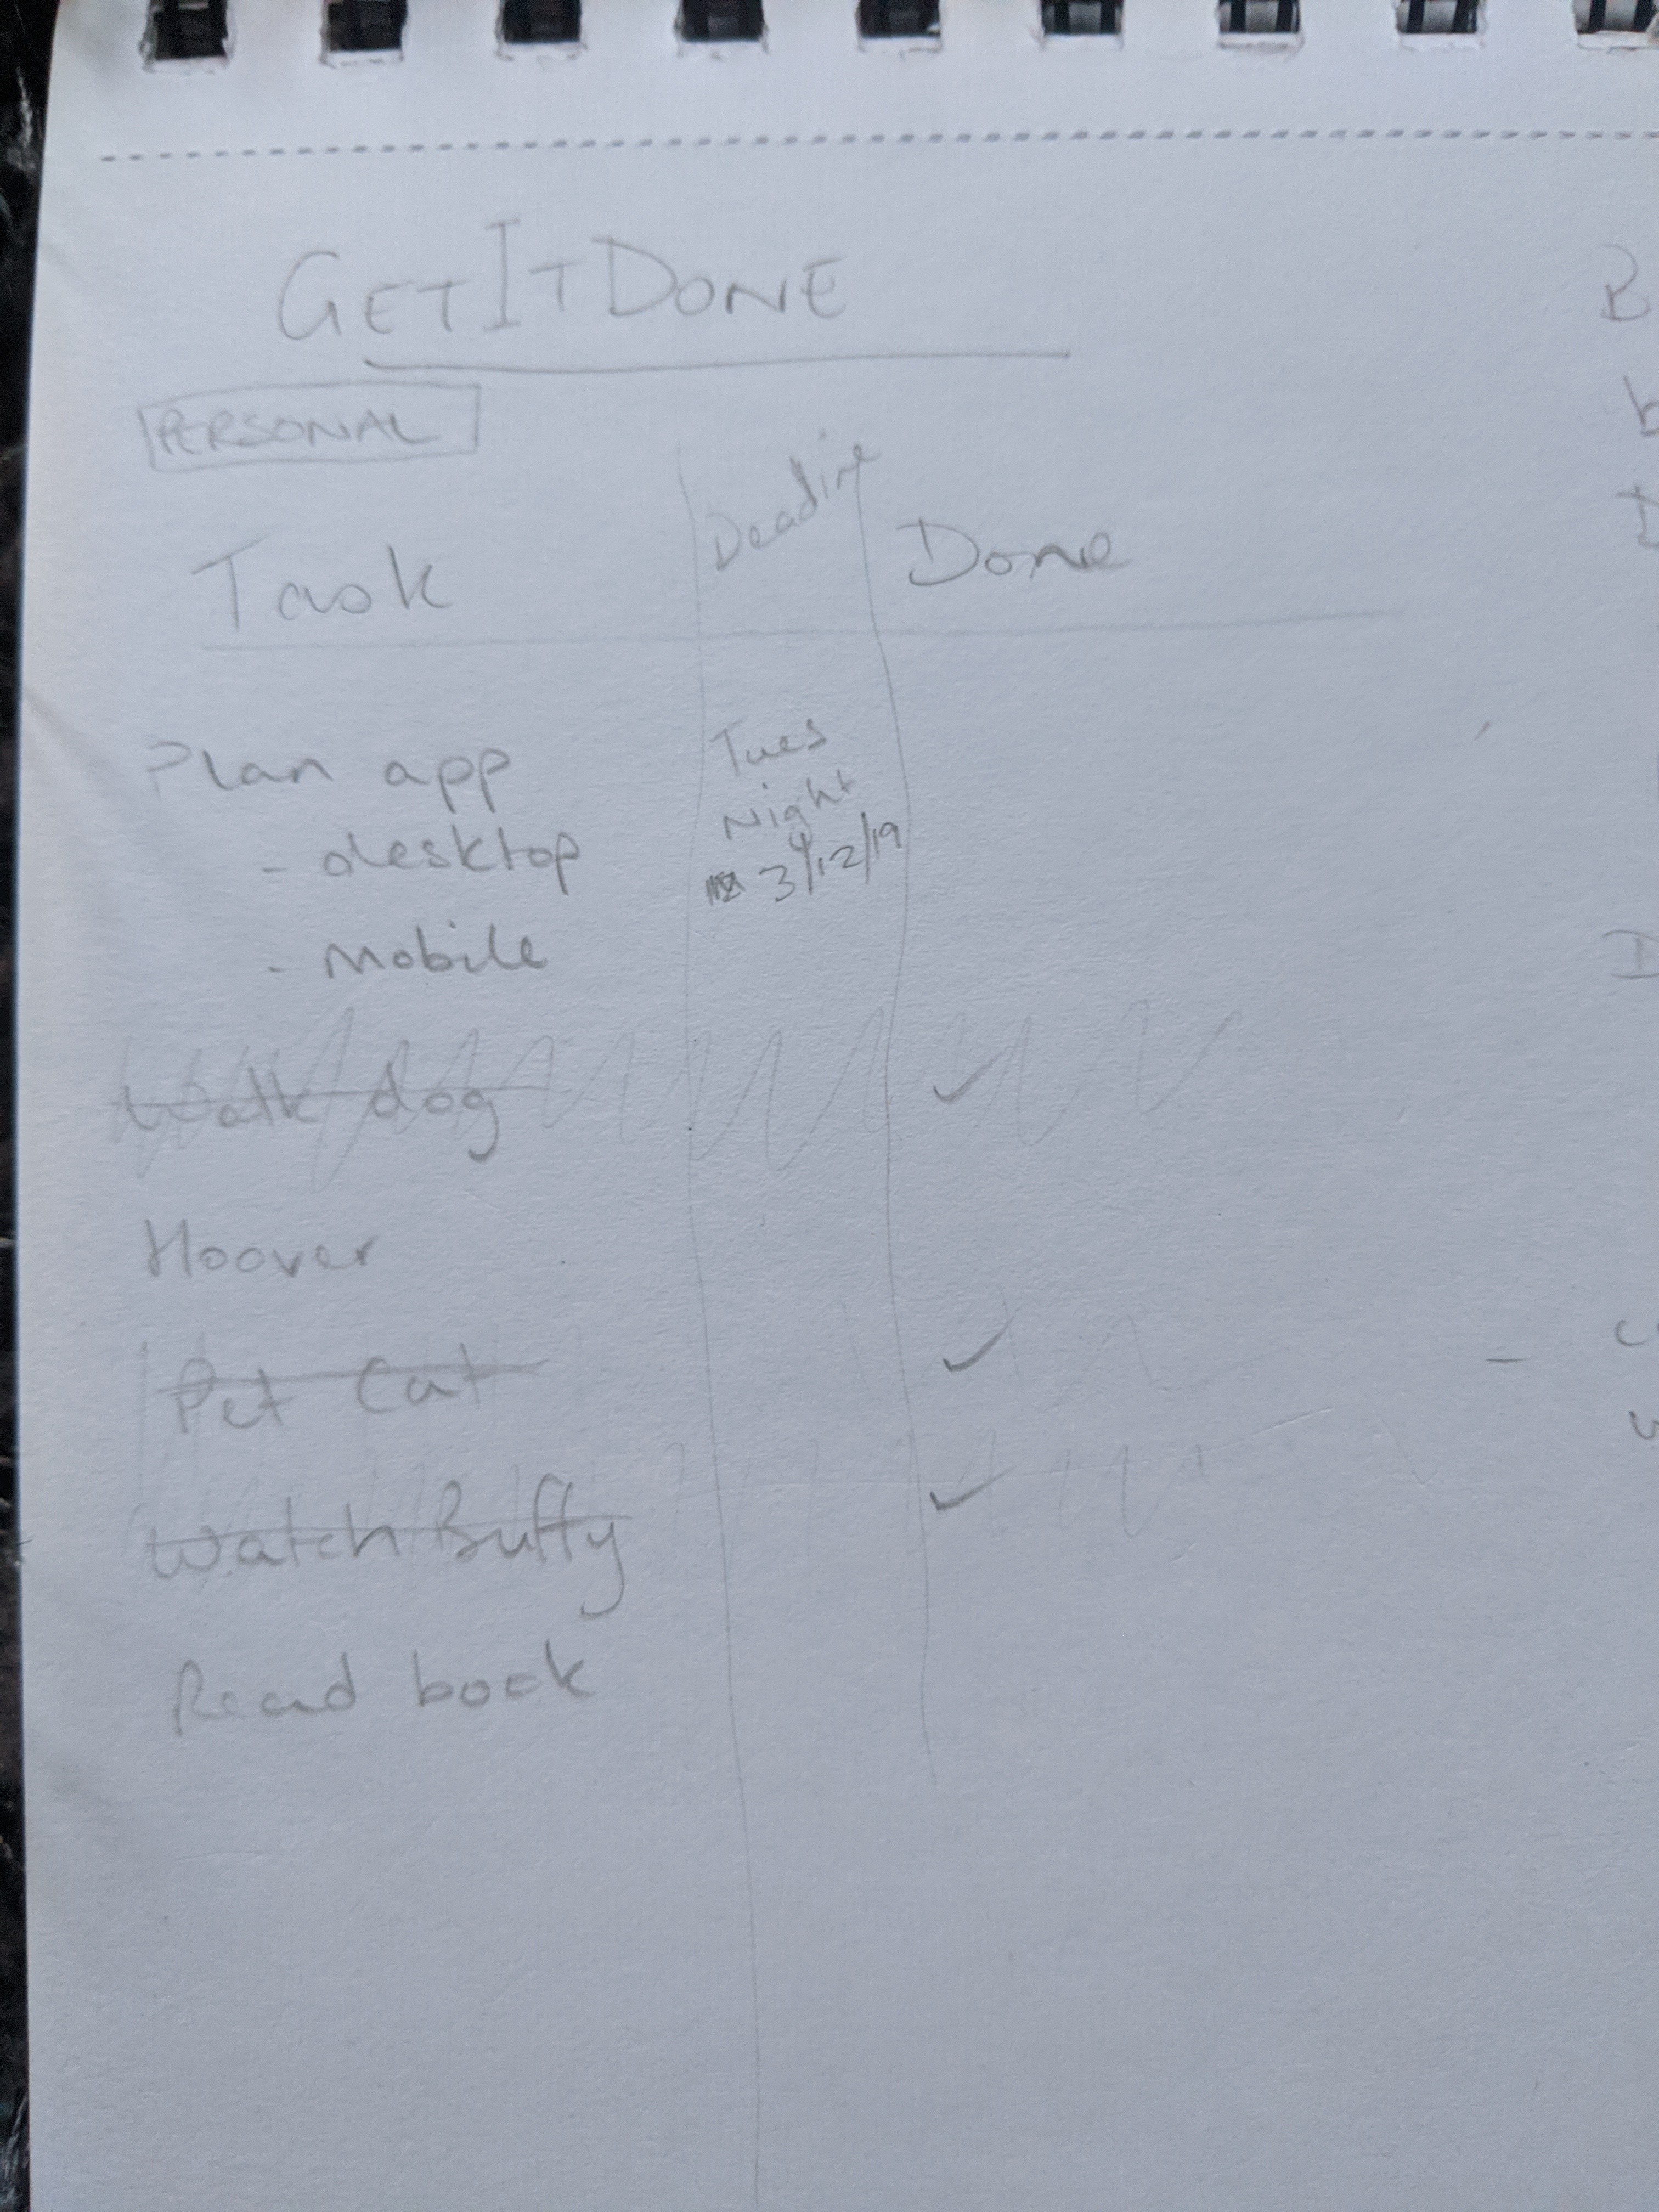 GETITDONE
PERSONAL
Task Deadline Done
Plan app Tues
Night
- desktop 3/12/19
- Mobile
Walk dog ✓
Hoover
Pet Cat ✓
Watch Buffy ✓
Read book